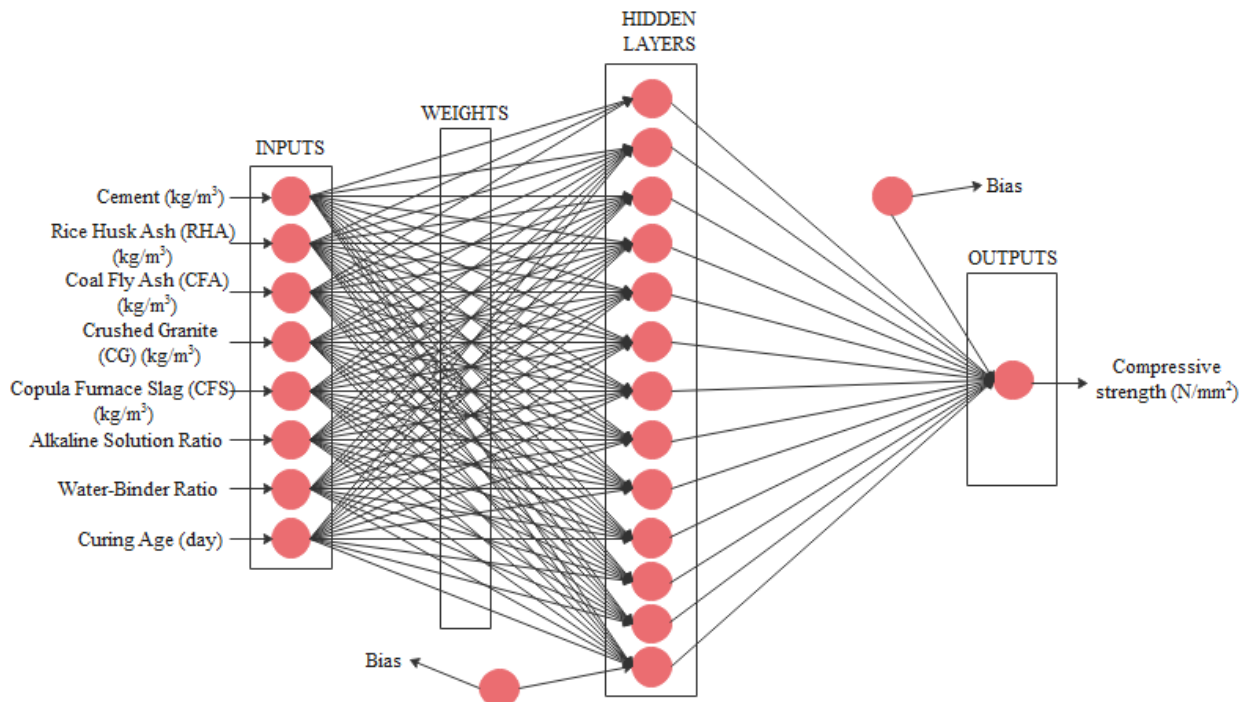 HIDDEN
LAYERS
WEIGHTS
INPUTS
Cement (kg/m³)
Rice Husk Ash (RHA)
(kg/m³)
Coal Fly Ash (CFA)
(kg/m³)
Crushed Granite
(CG) (kg/m³)
Copula Furnace Slag (CFS)
(kg/m³)
Alkaline Solution Ratio
Water-Binder Ratio
Curing Age (day)
Bias
Bias
OUTPUTS
Compressive
strength (N/mm²)